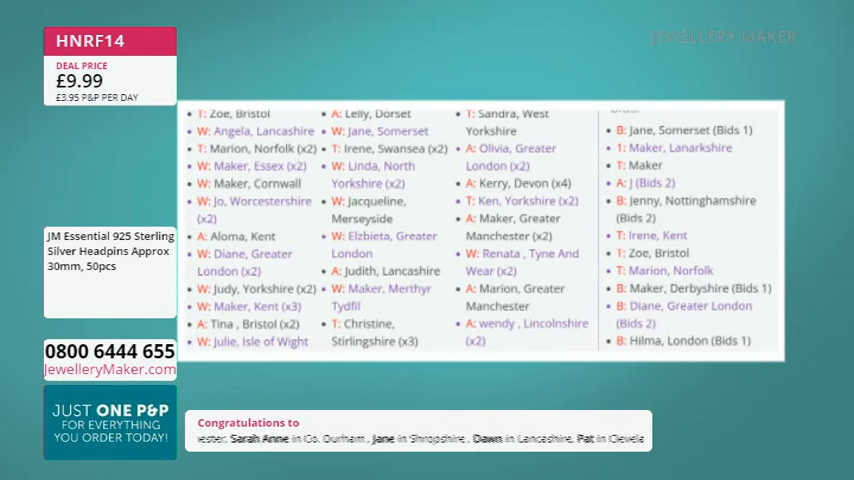 HNRF14
DEAL PRICE
£9.99
£3.95 P&P PER DAY
JEWELLERY MAKER
T: Zoe, Bristol
W: Angela, Lancashire
T: Marion, Norfolk (x2)
W: Maker, Essex (x2)
W: Maker, Cornwall
W: Jo, Worcestershire
(x2)
A: Aloma, Kent
W: Diane, Greater
London (x2)
W: Judy, Yorkshire (x2)
W: Maker, Kent (x3)
A: Tina , Bristol (x2)
W: Julie, Isle of Wight
A: Lelly, Dorset
W: Jane, Somerset
T: Irene, Swansea (x2)
W: Linda, North
Yorkshire (x2)
W: Jacqueline,
Merseyside
W: Elzbieta, Greater
London
A: Judith, Lancashire
W: Maker, Merthyr
Tydfil
T: Christine,
Stirlingshire (x3)
T: Sandra, West
Yorkshire
A: Olivia, Greater
London (x2)
A: Kerry, Devon (x4)
T: Ken, Yorkshire (x2)
A: Maker, Greater
Manchester (x2)
W: Renata , Tyne And
Wear (x2)
A: Marion, Greater
Manchester
A: wendy , Lincolnshire
(x2)
B: Jane, Somerset (Bids 1)
1: Maker, Lanarkshire
T: Maker
A: J (Bids 2)
B: Jenny, Nottinghamshire
(Bids 2)
T: Irene, Kent
T: Zoe, Bristol
T: Marion, Norfolk
B: Maker, Derbyshire (Bids 1)
B: Diane, Greater London
(Bids 2)
B: Hilma, London (Bids 1)
JM Essential 925 Sterling
Silver Headpins Approx
30mm, 50pcs
0800 6444 655
JewelleryMaker.com
JUST ONE P&P
FOR EVERYTHING
YOU ORDER TODAY!
Congratulations to
ester, Sarah Anne in Co. Durham , Jane in Shropshire , Dawn in Lancashire, Pat in Clevela